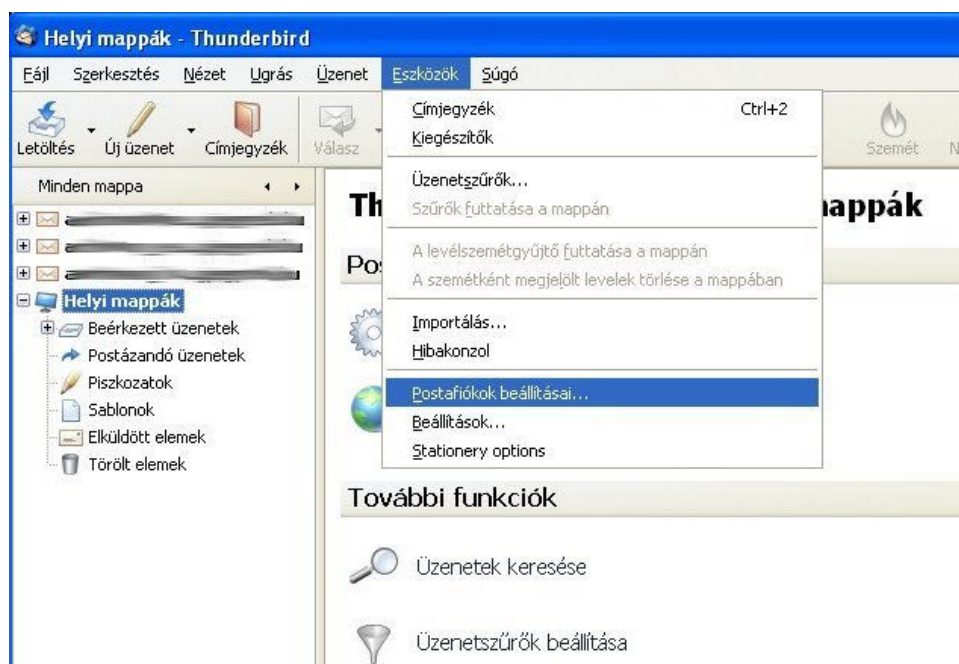 Helyi mappák - Thunderbird
Fájl Szerkesztés Nézet Ugrás Üzenet Eszközök Súgó
Letöltés Új üzenet Címjegyzék Válasz Szemét N
Címjegyzék Ctrl+2
Kiegészítők
Üzenetszűrők...
Szűrők futtatása a mappán
A levélszemétgyűjtő futtatása a mappán
A szemétként megjelölt levelek törlése a mappában
Importálás...
Hibakonzol
Postafiókok beállításai...
Beállítások...
Stationery options
Minden mappa
Helyi mappák
Beérkezett üzenetek
Postázandó üzenetek
Piszkozatok
Sablonok
Elküldött elemek
Törölt elemek
Th appák
Pos
További funkciók
Üzenetek keresése
Üzenetszűrők beállítása